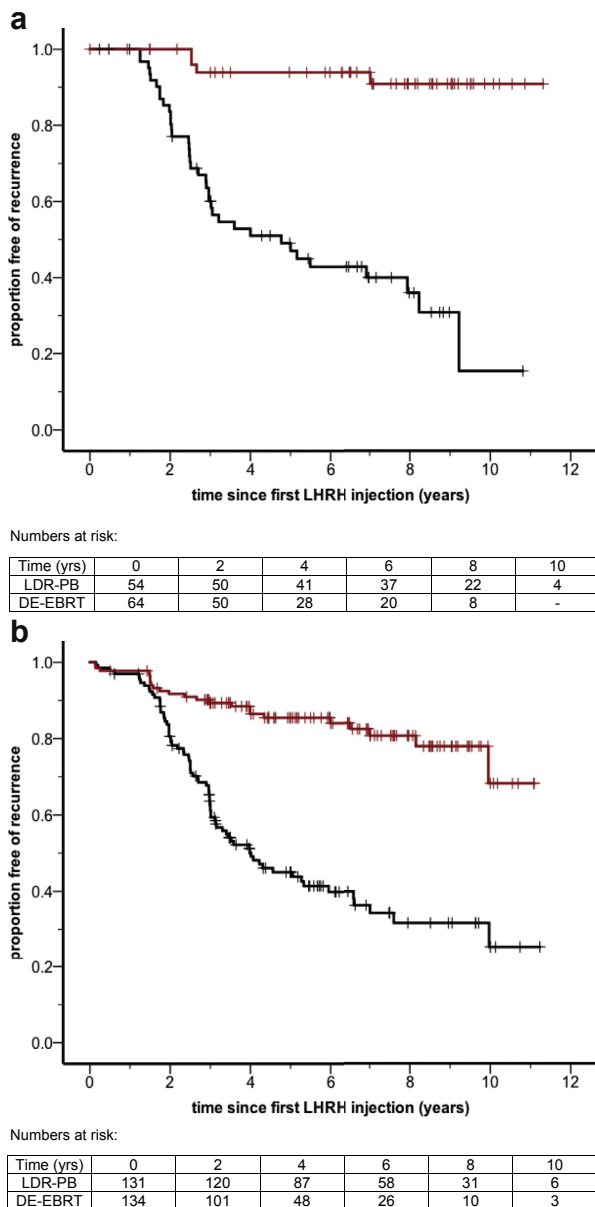 a
1.0
0.8
0.6
0.4
0.2
0.0
proportion free of recurrence
0 2 4 6 8 10 12
time since first LHRH injection (years)
Numbers at risk:
Time (yrs) 0 2 4 6 8 10
LDR-PB 54 50 41 37 22 4
DE-EBRT 64 50 28 20 8 -
b
1.0
0.8
0.6
0.4
0.2
0.0
proportion free of recurrence
0 2 4 6 8 10 12
time since first LHRH injection (years)
Numbers at risk:
Time (yrs) 0 2 4 6 8 10
LDR-PB 131 120 87 58 31 6
DE-EBRT 134 101 48 26 10 3